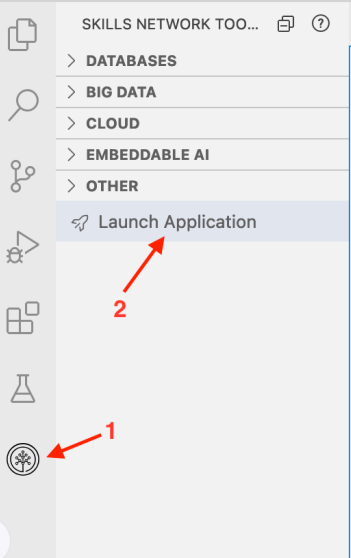 SKILLS NETWORK TOO...
DATABASES
BIG DATA
CLOUD
EMBEDDABLE AI
OTHER
Launch Application
2
1